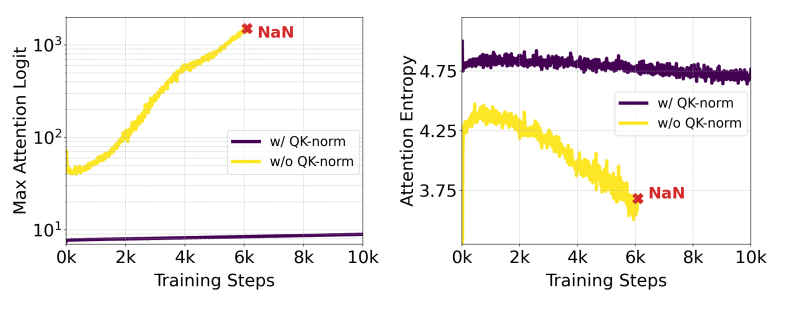 Max Attention Logit
10³
10²
10¹
NaN
w/ QK-norm
w/o QK-norm
0k 2k 4k 6k 8k 10k
Training Steps
Attention Entropy
4.75
4.25
3.75
w/ QK-norm
w/o QK-norm
NaN
0k 2k 4k 6k 8k 10k
Training Steps